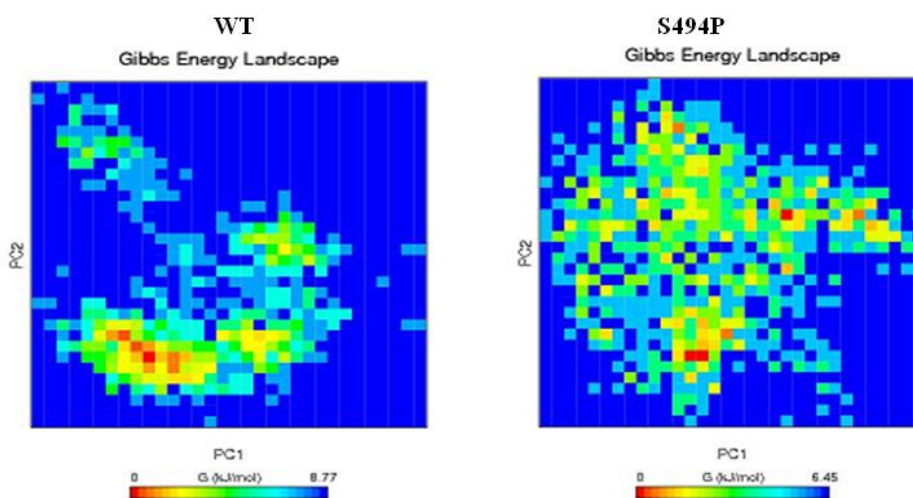 WT
Gibbs Energy Landscape
PC2
PC1
0 G (kJ/mol) 8.77
S494P
Gibbs Energy Landscape
PC2
PC1
0 G (kJ/mol) 6.45